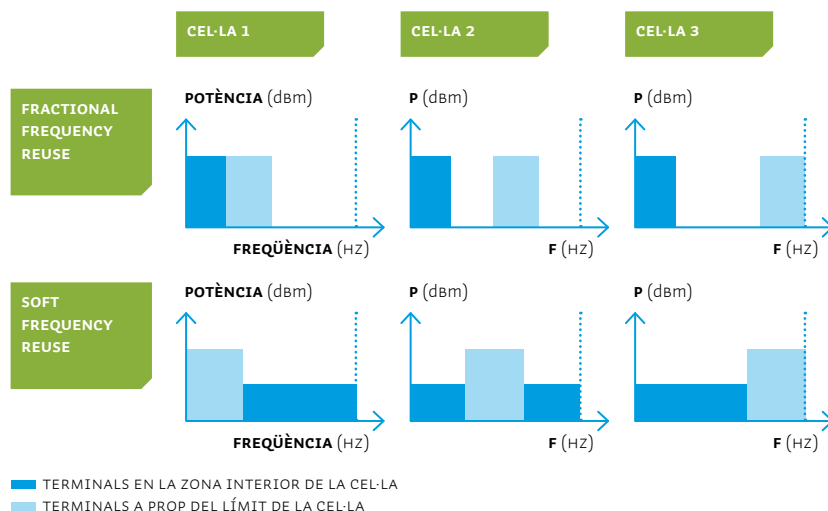 CEL·LA 1
CEL·LA 2
CEL·LA 3
FRACTIONAL
FREQUENCY
REUSE
POTÈNCIA (dBm)
P (dBm)
P (dBm)
FREQÜÈNCIA (HZ)
F (HZ)
F (HZ)
SOFT
FREQUENCY
REUSE
POTÈNCIA (dBm)
P (dBm)
P (dBm)
FREQÜÈNCIA (HZ)
F (HZ)
F (HZ)
TERMINALS EN LA ZONA INTERIOR DE LA CEL·LA
TERMINALS A PROP DEL LÍMIT DE LA CEL·LA